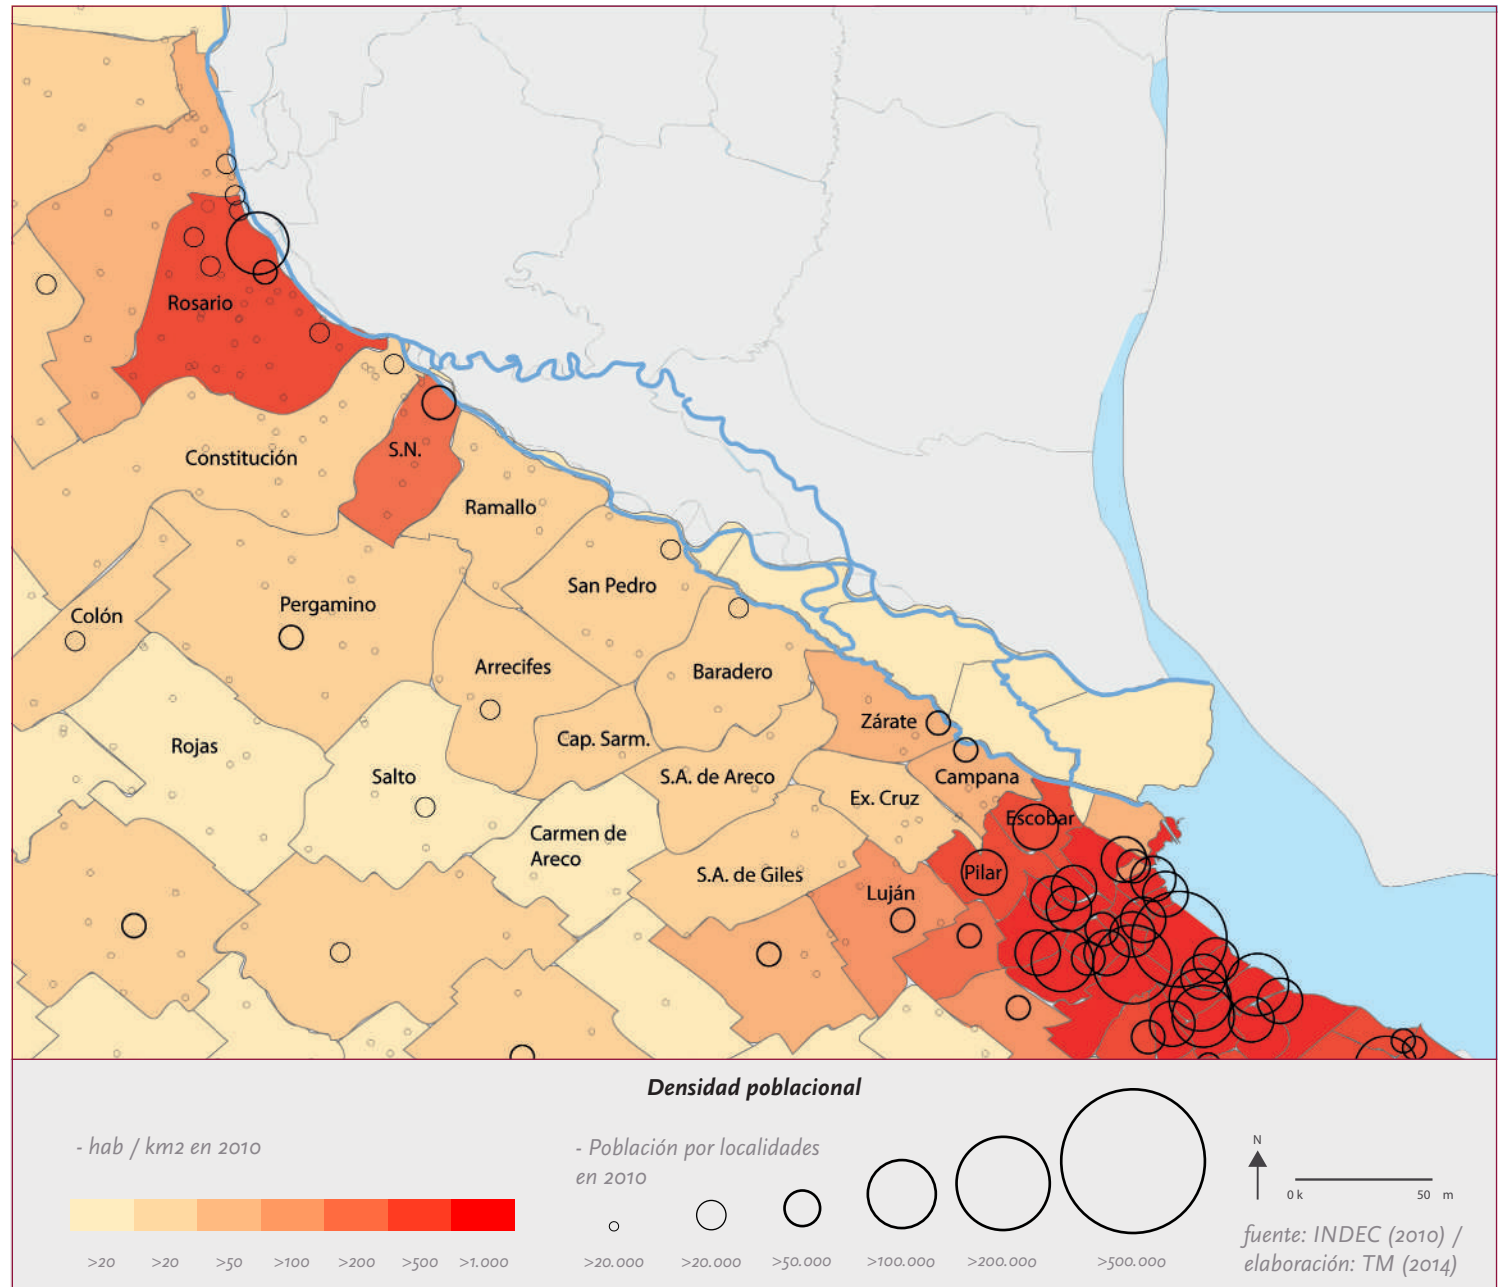 Rosario
Constitución
S.N.
Ramallo
San Pedro
Colón
Pergamino
Arrecifes
Baradero
Zárate
Rojas
Cap. Sarm.
Salto
S.A. de Areco
Campana
Ex. Cruz
Escobar
Carmen de
Areco
S.A. de Giles
Pilar
Luján
Densidad poblacional
- hab / km2 en 2010
>20 >20 >50 >100 >200 >500 >1.000
- Población por localidades
en 2010
>20.000 >20.000 >50.000 >100.000 >200.000 >500.000
N
0 k 50 m
fuente: INDEC (2010) /
elaboración: TM (2014)